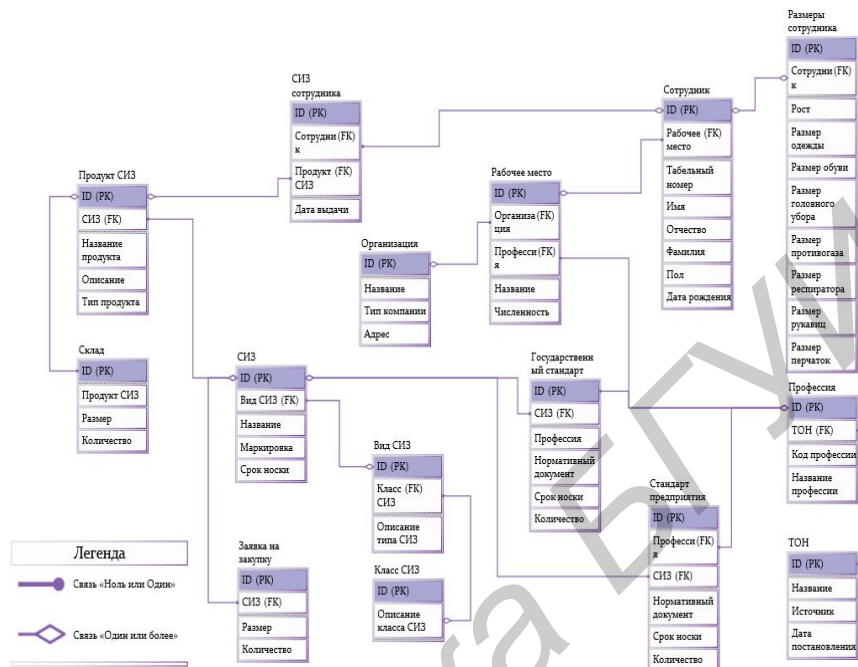 Размеры
сотрудника
ID (PK)
Сотрудни (FK)
к
Рост
Размер
одежды
Размер обуви
Размер
головного
убора
Размер
противогаза
Размер
респиратора
Размер
рукавиц
Размер
перчаток
СИЗ
сотрудника
ID (PK)
Сотрудни (FK)
к
Продукт (FK)
СИЗ
Дата выдачи
Сотрудник
ID (PK)
Рабочее (FK)
место
Табельный
номер
Имя
Отчество
Фамилия
Пол
Дата рождения
Продукт СИЗ
ID (PK)
СИЗ (FK)
Название
продукта
Описание
Тип продукта
Рабочее место
ID (PK)
Организа (FK)
ция
Професси (FK)
я
Название
Численность
Организация
ID (PK)
Название
Тип компании
Адрес
Склад
ID (PK)
Продукт СИЗ
Размер
Количество
СИЗ
ID (PK)
Вид СИЗ (FK)
Название
Маркировка
Срок носки
Государственн
ый стандарт
ID (PK)
СИЗ (FK)
Профессия
Нормативный
документ
Срок носки
Количество
Профессия
ID (PK)
ТОН (FK)
Код профессии
Название
профессии
Вид СИЗ
ID (PK)
Класс (FK)
СИЗ
Описание
типа СИЗ
Стандарт
предприятия
ID (PK)
Професси (FK)
я
СИЗ (FK)
Нормативный
документ
Срок носки
Количество
Легенда
Связь «Ноль или Один»
Связь «Один или более»
Заявка на
закупку
ID (PK)
СИЗ (FK)
Размер
Количество
Класс СИЗ
ID (PK)
Описание
класса СИЗ
ТОН
ID (PK)
Название
Источник
Дата
постановления